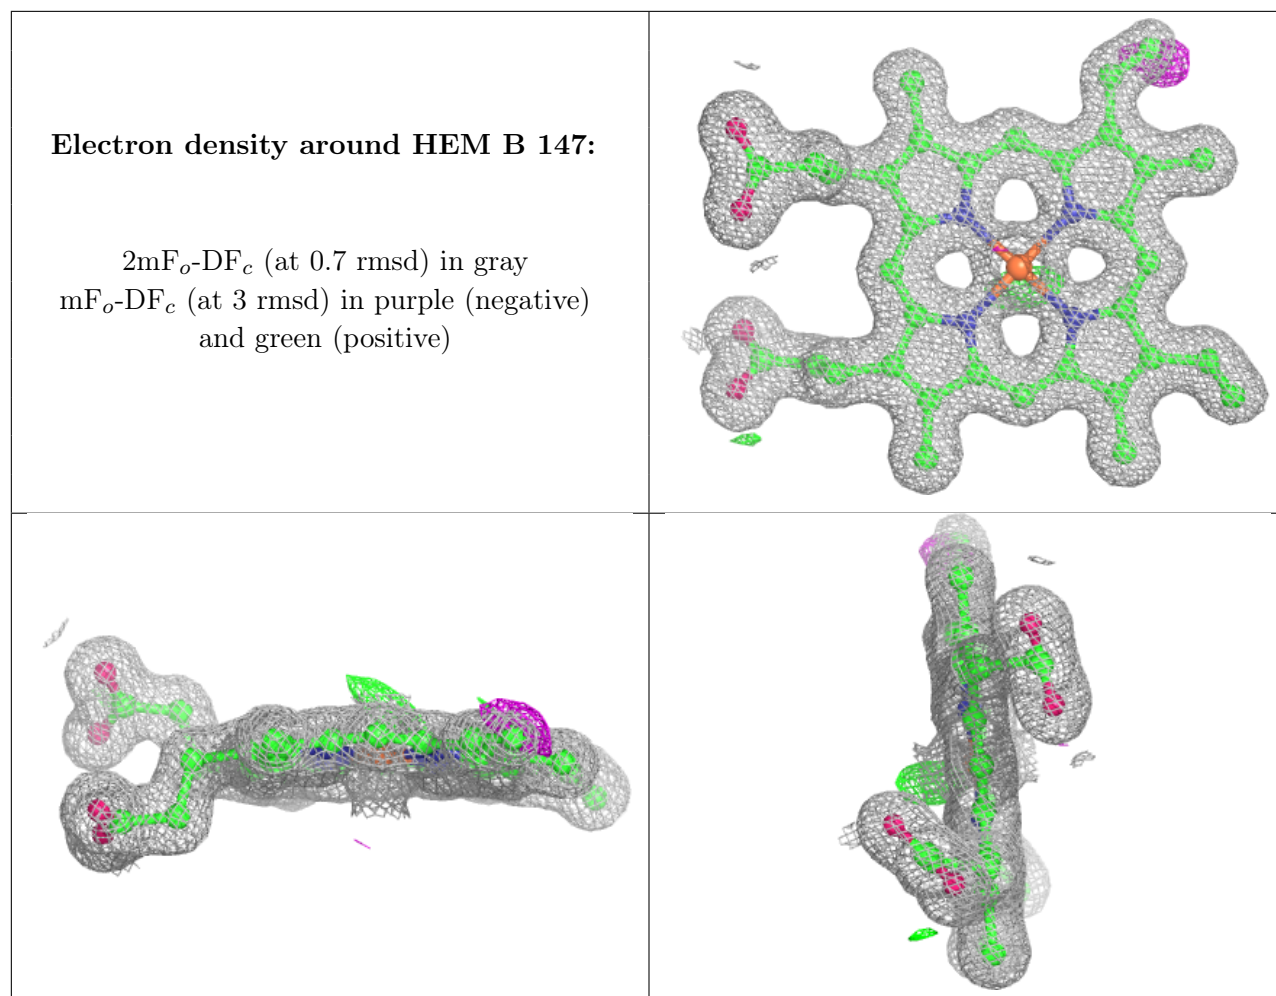 Electron density around HEM B 147:
2mFo-DFc (at 0.7 rmsd) in gray
mFo-DFc (at 3 rmsd) in purple (negative)
and green (positive)